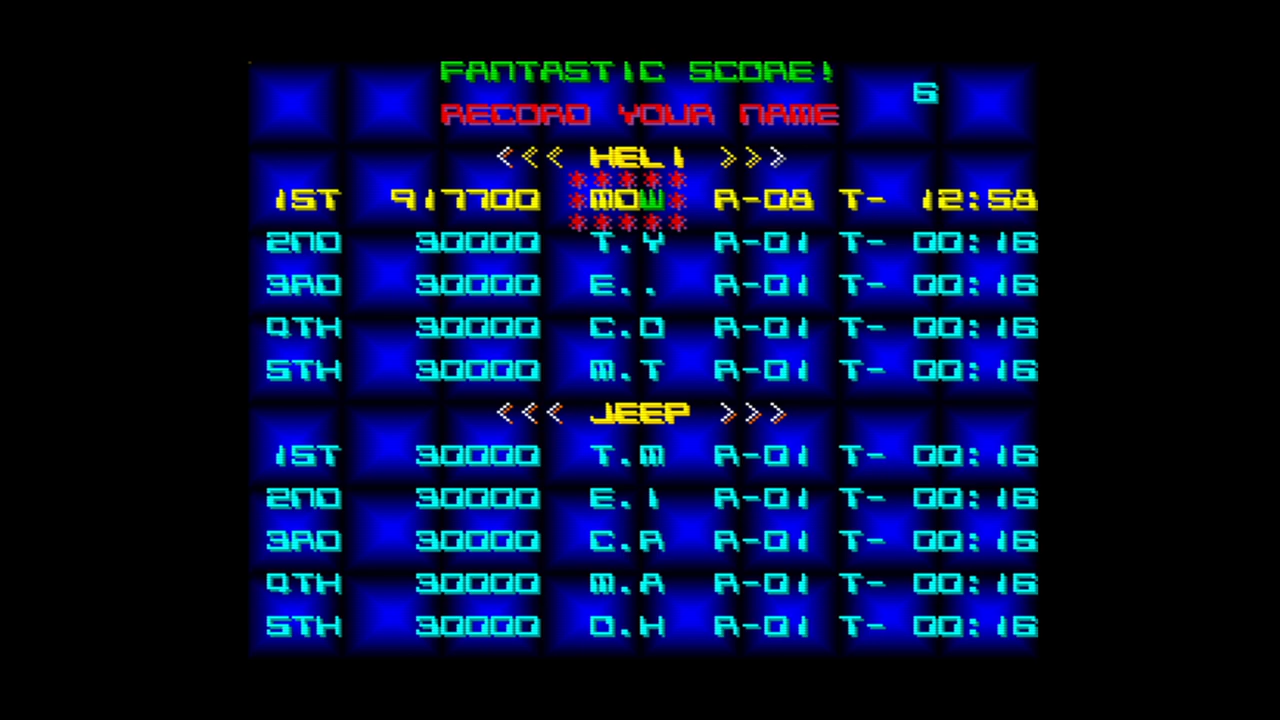 FANTASTIC SCORE!
6
RECORD YOUR NAME
<<< HELI >>>
1ST 917700 MOW R-08 T- 12:58
2ND 30000 T.Y R-01 T- 00:16
3RD 30000 E.. R-01 T- 00:16
4TH 30000 C.O R-01 T- 00:16
5TH 30000 M.T R-01 T- 00:16
<<< JEEP >>>
1ST 30000 T.M R-01 T- 00:16
2ND 30000 E.I R-01 T- 00:16
3RD 30000 C.R R-01 T- 00:16
4TH 30000 M.A R-01 T- 00:16
5TH 30000 O.H R-01 T- 00:16